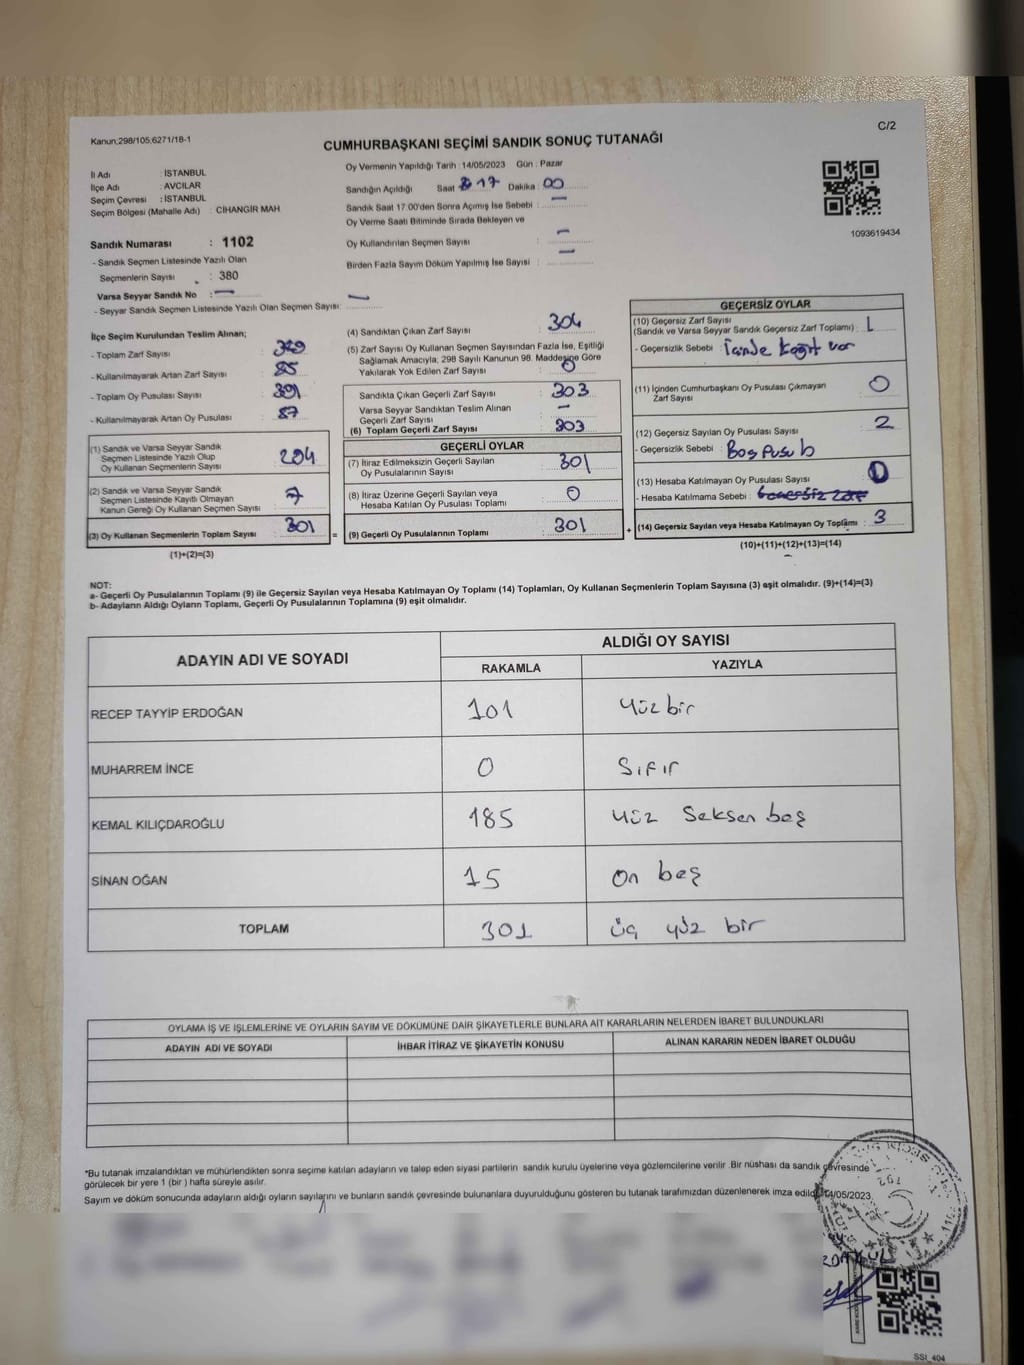 Kanun;298/105;6271/18-1
C/2
CUMHURBAŞKANI SEÇİMİ SANDIK SONUÇ TUTANAĞI
İl Adı : İSTANBUL
İlçe Adı : AVCILAR
Seçim Çevresi : İSTANBUL
Seçim Bölgesi (Mahalle Adı) : CİHANGİR MAH
Sandık Numarası : 1102
- Sandık Seçmen Listesinde Yazılı Olan
Seçmenlerin Sayısı : 380
Varsa Seyyar Sandık No : —
- Seyyar Sandık Seçmen Listesinde Yazılı Olan Seçmen Sayısı: —
Oy Vermenin Yapıldığı Tarih : 14/05/2023 Gün : Pazar
Sandığın Açıldığı Saat 17 Dakika : 00
Sandık Saat 17.00'den Sonra Açımış İse Sebebi : —
Oy Verme Saati Bitiminde Sırada Bekleyen ve
Oy Kullandırılan Seçmen Sayısı : —
Birden Fazla Sayım Döküm Yapılmış İse Sayısı : —
1093619434
İlçe Seçim Kurulundan Teslim Alınan;
- Toplam Zarf Sayısı
- Kullanılmayarak Artan Zarf Sayısı : 85
- Toplam Oy Pusulası Sayısı
- Kullanılmayarak Artan Oy Pusulası : 87
(1) Sandık ve Varsa Seyyar Sandık
Seçmen Listesinde Yazılı Olup
Oy Kullanan Seçmenlerin Sayısı : 294
(2) Sandık ve Varsa Seyyar Sandık
Seçmen Listesinde Kayıtlı Olmayan
Kanun Gereği Oy Kullanan Seçmen Sayısı : 7
(3) Oy Kullanan Seçmenlerin Toplam Sayısı : 301
(1)+(2)=(3)
(4) Sandıktan Çıkan Zarf Sayısı : 304
(5) Zarf Sayısı Oy Kullanan Seçmen Sayısından Fazla İse, Eşitliği
Sağlamak Amacıyla; 298 Sayılı Kanunun 98. Maddesine Göre
Yakılarak Yok Edilen Zarf Sayısı : 0
Sandıkta Çıkan Geçerli Zarf Sayısı : 303
Varsa Seyyar Sandıktan Teslim Alınan
Geçerli Zarf Sayısı : —
(6) Toplam Geçerli Zarf Sayısı : 303
GEÇERLİ OYLAR
(7) İtiraz Edilmeksizin Geçerli Sayılan
Oy Pusulalarının Sayısı : 301
(8) İtiraz Üzerine Geçerli Sayılan veya
Hesaba Katılan Oy Pusulası Toplamı : 0
(9) Geçerli Oy Pusulalarının Toplamı : 301
GEÇERSİZ OYLAR
(10) Geçersiz Zarf Sayısı
(Sandık ve Varsa Seyyar Sandık Geçersiz Zarf Toplamı) : 1
- Geçersizlik Sebebi : İçinde Kağıt var
(11) İçinden Cumhurbaşkanı Oy Pusulası Çıkmayan
Zarf Sayısı : 0
(12) Geçersiz Sayılan Oy Pusulası Sayısı : 2
- Geçersizlik Sebebi : Boş pusu b
(13) Hesaba Katılmayan Oy Pusulası Sayısı : 0
- Hesaba Katılmama Sebebi :
(14) Geçersiz Sayılan veya Hesaba Katılmayan Oy Toplamı : 3
(10)+(11)+(12)+(13)=(14)
NOT:
a- Geçerli Oy Pusulalarının Toplamı (9) ile Geçersiz Sayılan veya Hesaba Katılmayan Oy Toplamı (14) Toplamları, Oy Kullanan Seçmenlerin Toplam Sayısına (3) eşit olmalıdır. (9)+(14)=(3)
b- Adayların Aldığı Oyların Toplamı, Geçerli Oy Pusulalarının Toplamına (9) eşit olmalıdır.
ADAYIN ADI VE SOYADI
ALDIĞI OY SAYISI
RAKAMLA YAZIYLA
RECEP TAYYİP ERDOĞAN 101 Yüz bir
MUHARREM İNCE 0 Sıfır
KEMAL KILIÇDAROĞLU 185 Yüz Seksen beş
SİNAN OĞAN 15 On beş
TOPLAM 301 üç yüz bir
OYLAMA İŞ VE İŞLEMLERİNE VE OYLARIN SAYIM VE DÖKÜMÜNE DAİR ŞİKAYETLERLE BUNLARA AİT KARARLARIN NELERDEN İBARET BULUNDUKLARI
ADAYIN ADI VE SOYADI İHBAR İTİRAZ VE ŞİKAYETİN KONUSU ALINAN KARARIN NEDEN İBARET OLDUĞU
*Bu tutanak imzalandıktan ve mühürlendikten sonra seçime katılan adayların ve talep eden siyasi partilerin sandık kurulu üyelerine veya gözlemcilerine verilir .Bir nüshası da sandık çevresinde
görülecek bir yere 1 (bir ) hafta süreyle asılır.
Sayım ve döküm sonucunda adayların aldığı oyların sayılarını ve bunların sandık çevresinde bulunanlara duyurulduğunu gösteren bu tutanak tarafımızdan düzenlenerek imza edildi. 14/05/2023
SSI_404